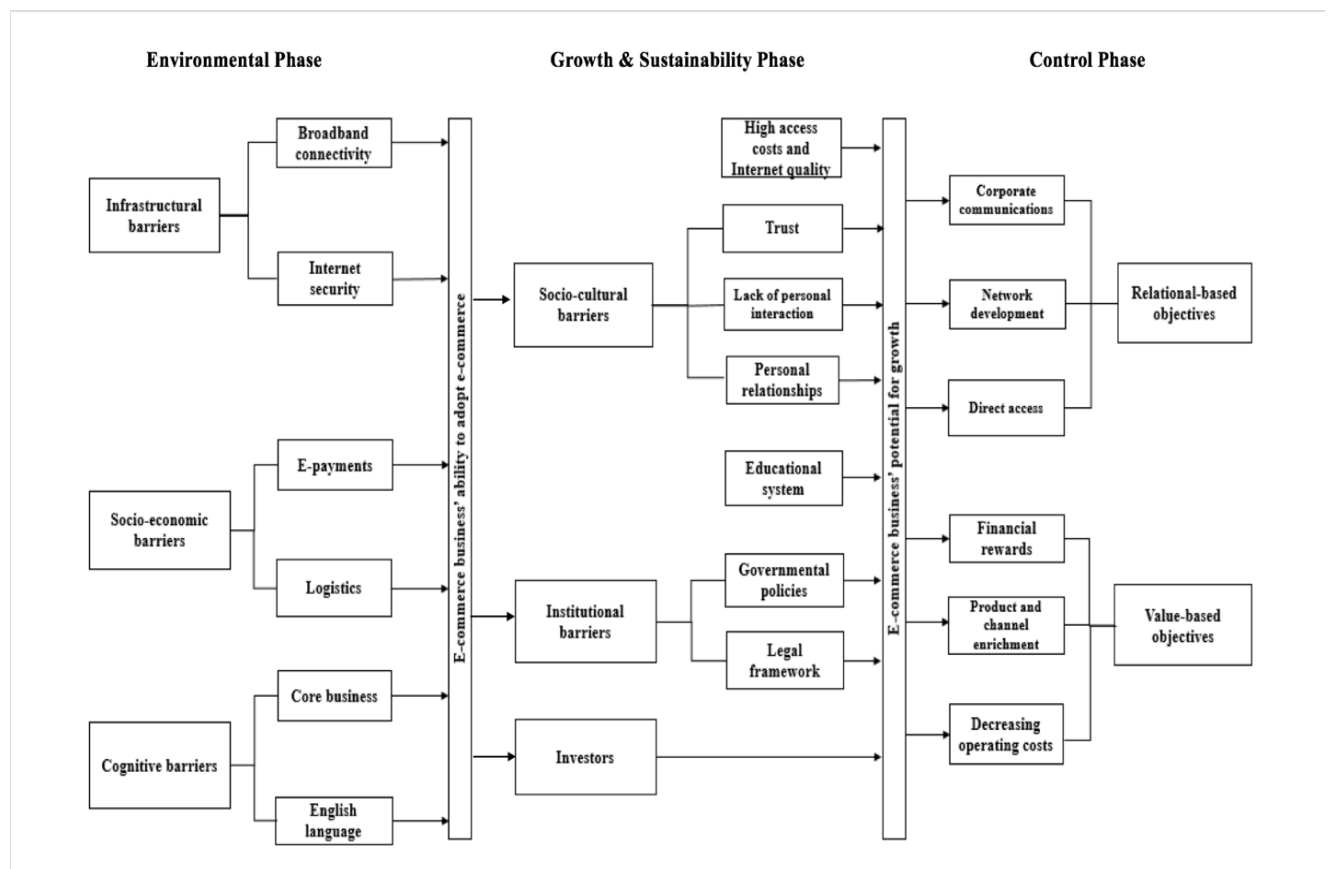 Environmental Phase
Growth & Sustainability Phase
Control Phase
Infrastructural
barriers
Broadband
connectivity
Internet
security
Socio-economic
barriers
E-payments
Logistics
Cognitive barriers
Core business
English
language
E-commerce business’ ability to adopt e-commerce
High access
costs and
Internet quality
Socio-cultural
barriers
Trust
Lack of personal
interaction
Personal
relationships
Educational
system
Institutional
barriers
Governmental
policies
Legal
framework
Investors
E-commerce business’ potential for growth
Corporate
communications
Network
development
Direct access
Relational-based
objectives
Financial
rewards
Product and
channel
enrichment
Decreasing
operating costs
Value-based
objectives